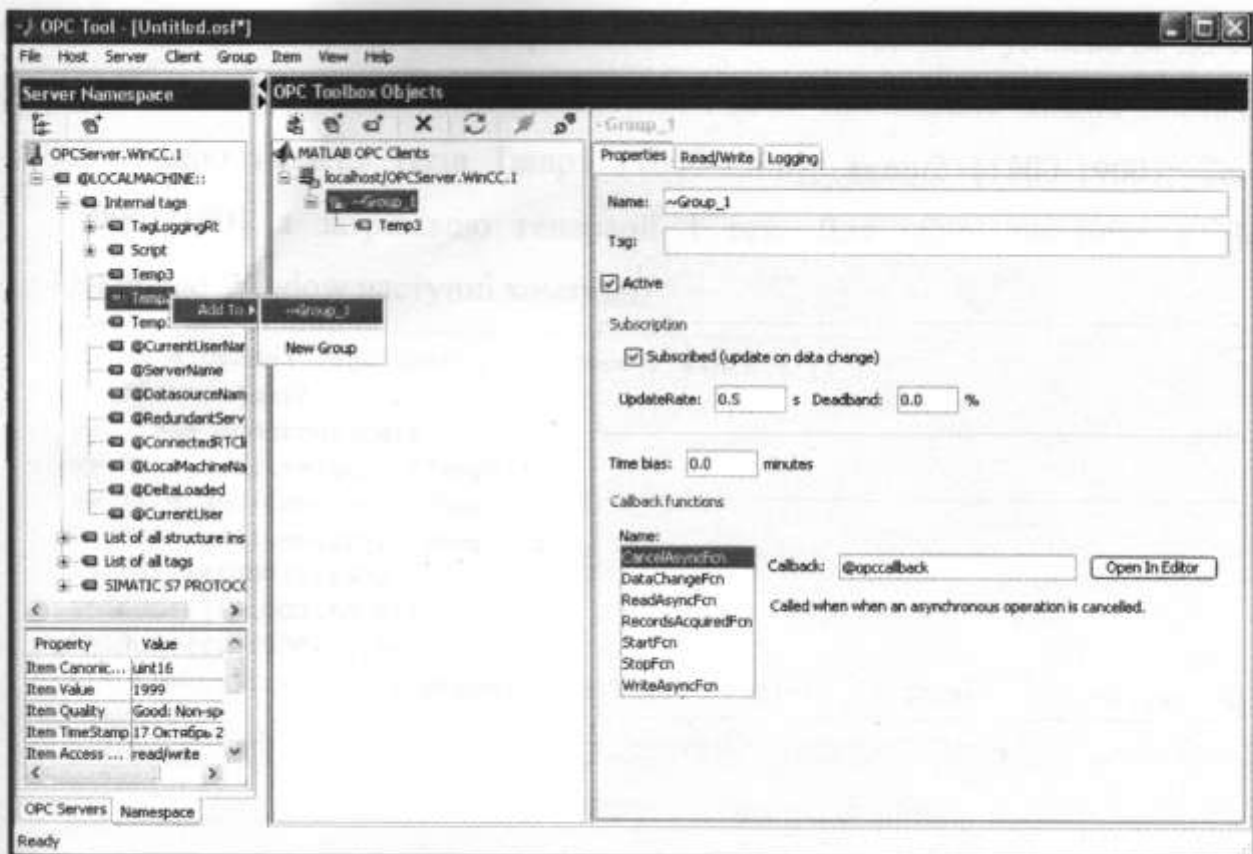 OPC Tool - [Untitled.osf*]
File Host Server Client Group Item View Help
Server Namespace
OPCServer.WinCC.1
@LOCALMACHINE::
Internal tags
TagLoggingRt
Script
Temp3
Temp
Temp
@CurrentUserNam
@ServerName
@DatasourceNam
@RedundantServ
@ConnectedRTCli
@LocalMachineNa
@DeltaLoaded
@CurrentUser
List of all structure ins
List of all tags
SIMATIC S7 PROTOCO
Add To
~Group_1
New Group
Property Value
Item Canonic... uint16
Item Value 1999
Item Quality Good: Non-sp
Item TimeStamp 17 Октябрь 2
Item Access ... read/write
OPC Servers Namespace
Ready
OPC Toolbox Objects
MATLAB OPC Clients
localhost/OPCServer.WinCC.1
~Group_1
Temp3
~Group_1
Properties Read/Write Logging
Name: ~Group_1
Tag:
Active
Subscription
Subscribed (update on data change)
UpdateRate: 0.5 s Deadband: 0.0 %
Time bias: 0.0 minutes
Callback functions
Name:
CancelAsyncFcn
DataChangeFcn
ReadAsyncFcn
RecordsAcquiredFcn
StartFcn
StopFcn
WriteAsyncFcn
Callback: @opccallback Open In Editor
Called when when an asynchronous operation is cancelled.